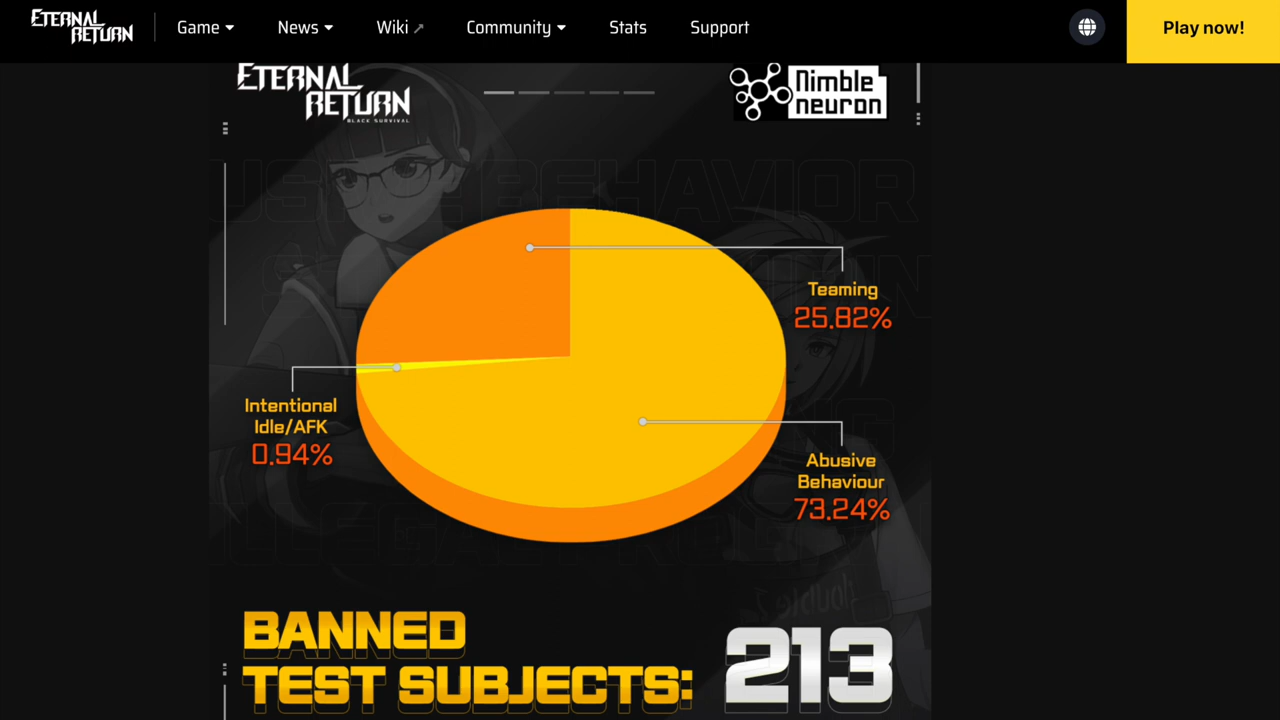 ETERNAL RETURN
Game
News
Wiki
Community
Stats
Support
Play now!
ETERNAL
RETURN
BLACK SURVIVAL
Nimble
neuron
Teaming
25.82%
Intentional
Idle/AFK
0.94%
Abusive
Behaviour
73.24%
BANNED
TEST SUBJECTS: 213